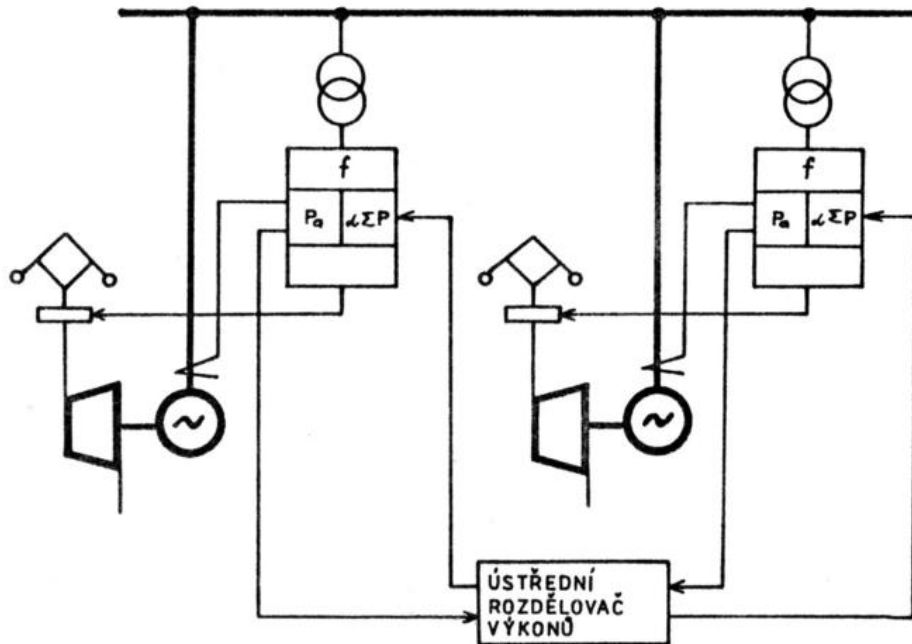 f
f
Pa αΣP
Pa αΣP
~
~
ÚSTŘEDNÍ
ROZDĚLOVAČ
VÝKONŮ